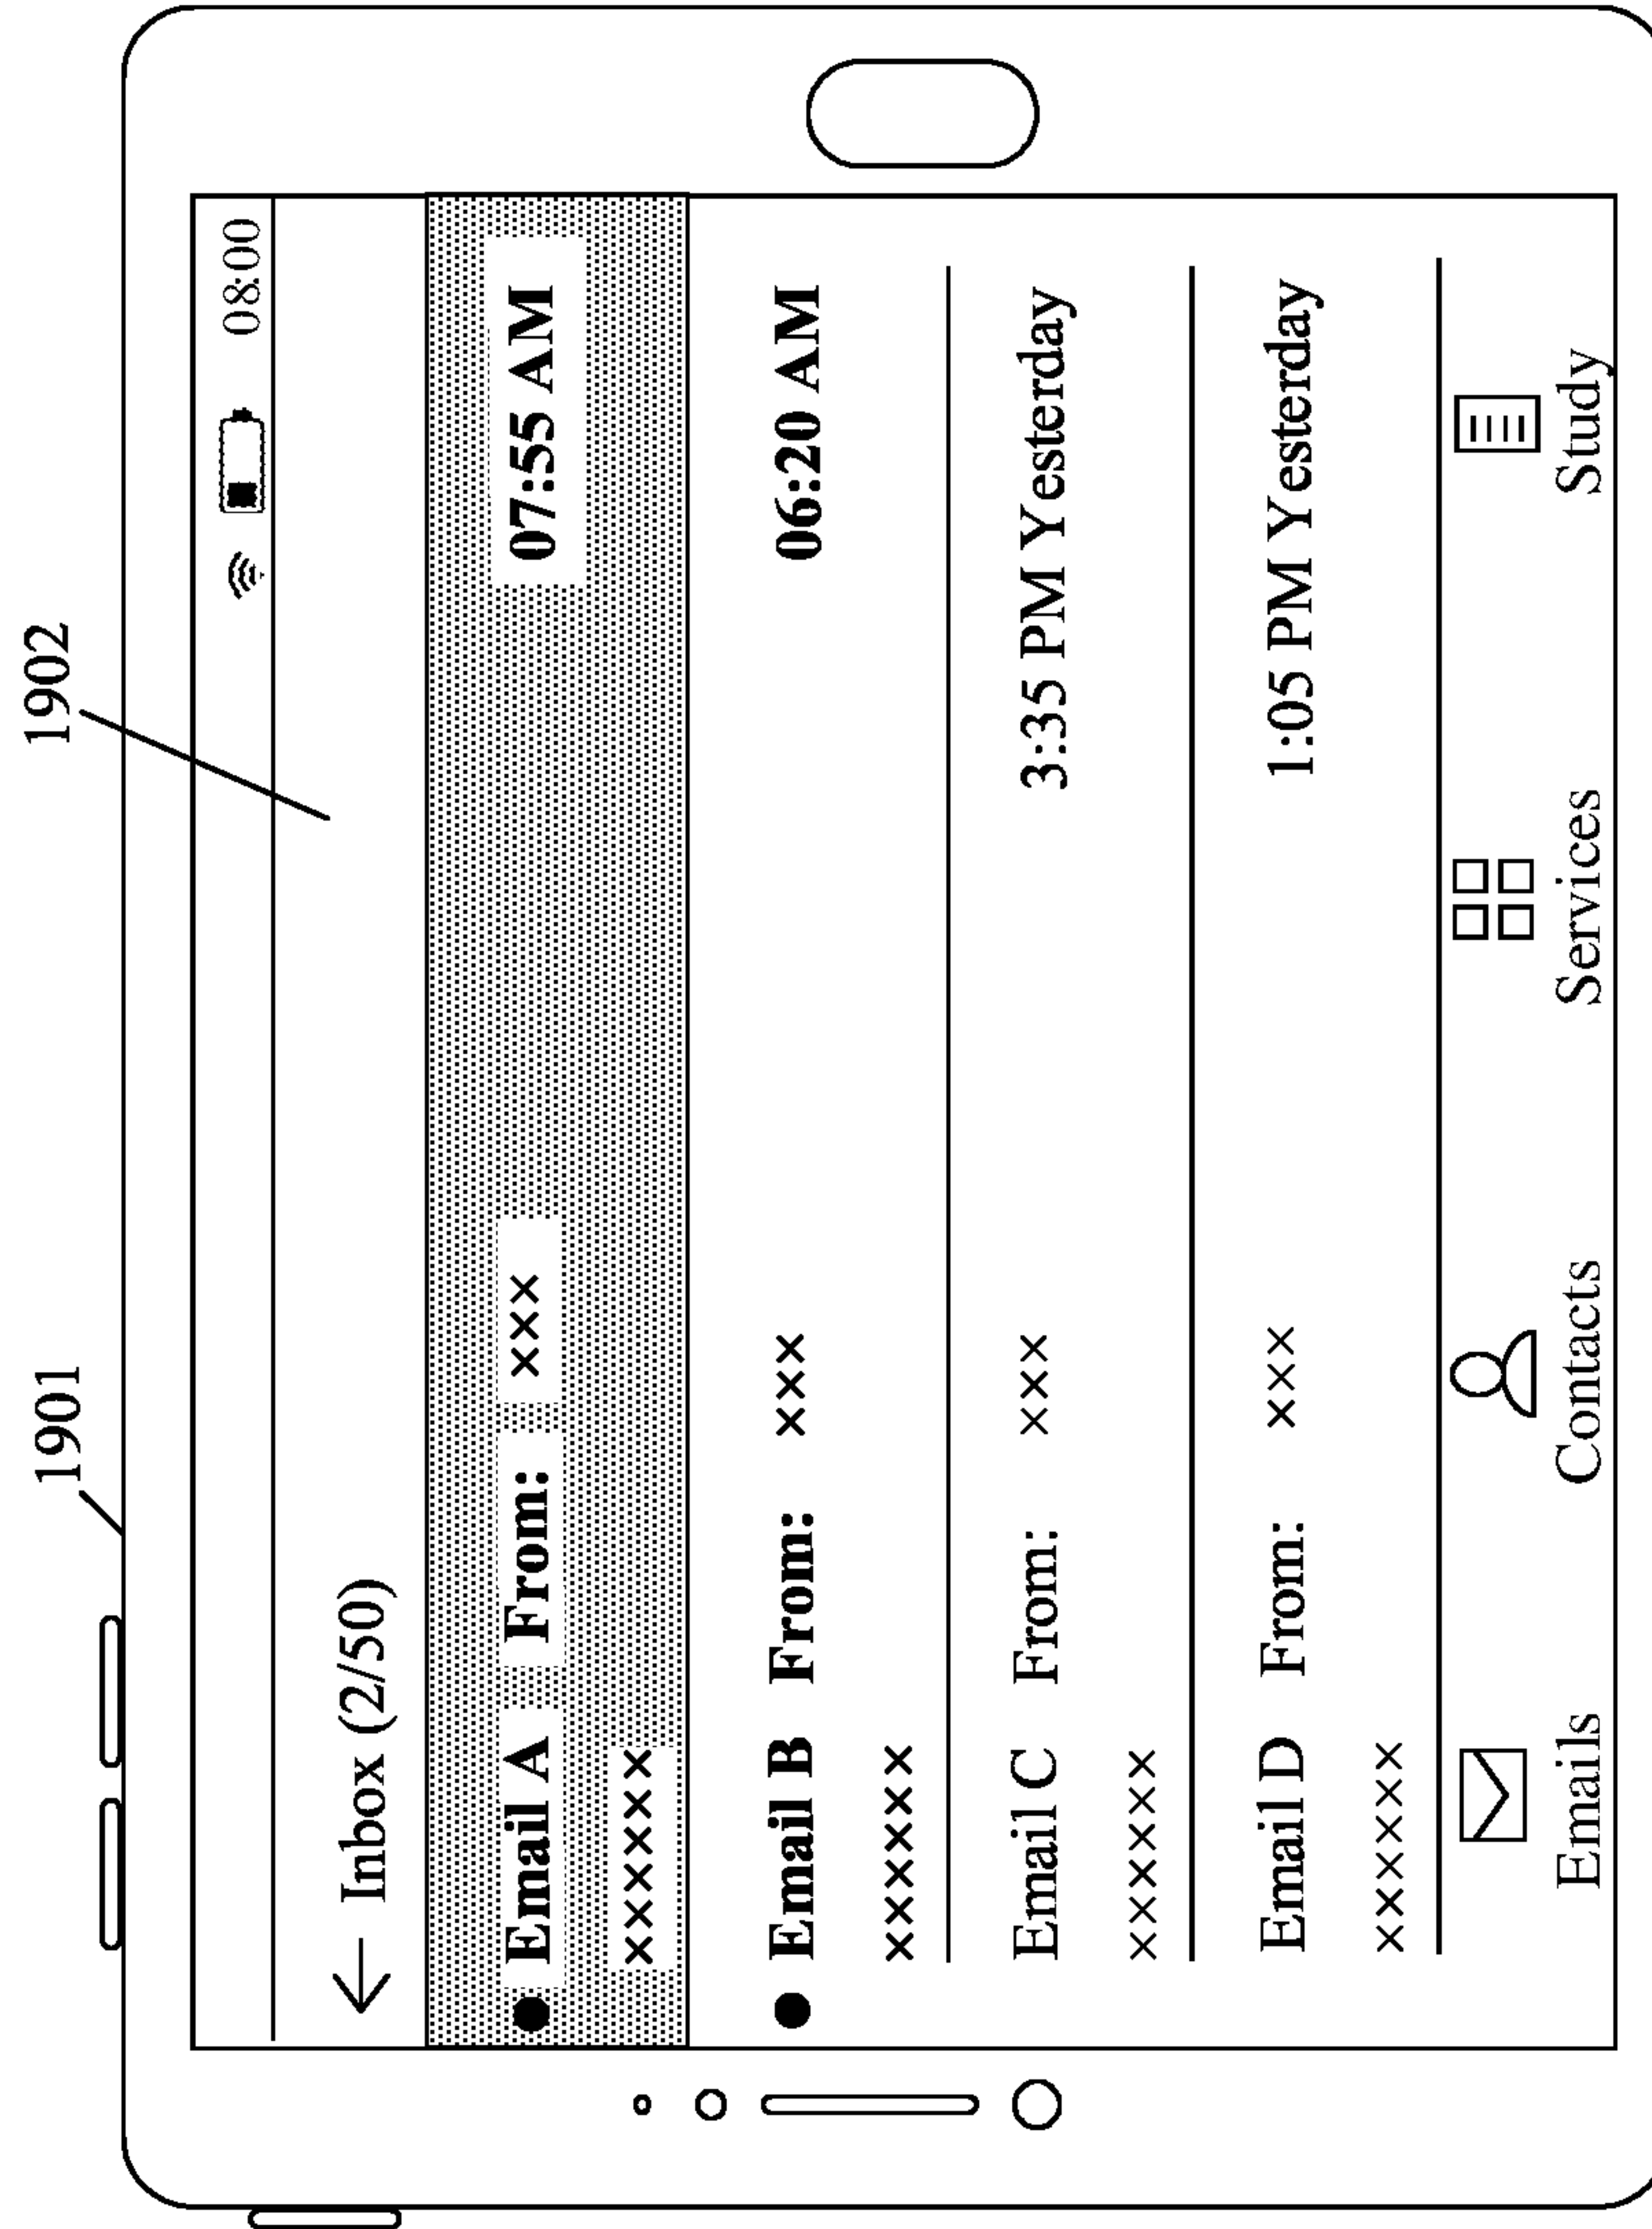 1901
1902
08:00
← Inbox (2/50)
● Email A From: ××× 07:55 AM
××××××
● Email B From: ××× 06:20 AM
××××××
Email C From: ××× 3:35 PM Yesterday
××××××
Email D From: ××× 1:05 PM Yesterday
××××××
Emails Contacts Services Study